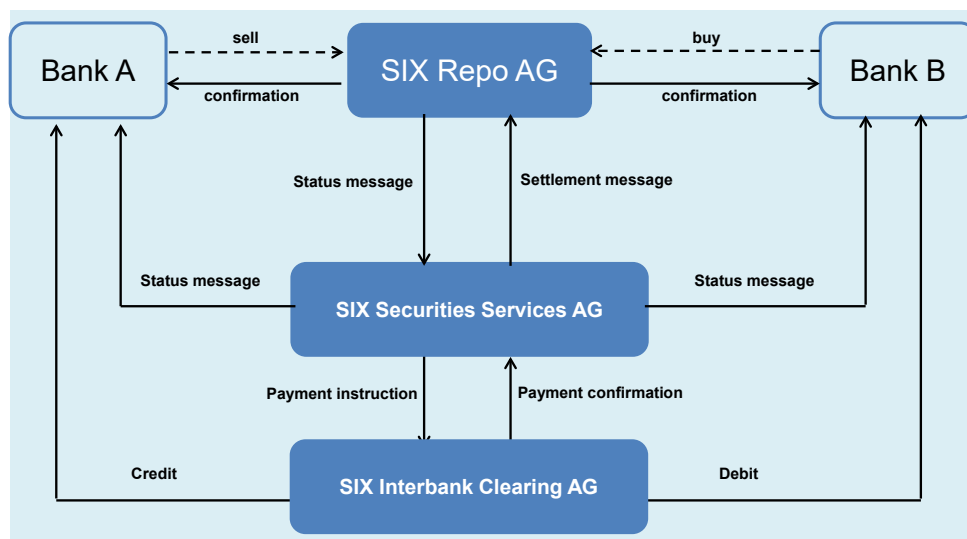 sell
buy
Bank A
SIX Repo AG
Bank B
confirmation
confirmation
Status message
Settlement message
Status message
Status message
SIX Securities Services AG
Payment instruction
Payment confirmation
Credit
Debit
SIX Interbank Clearing AG